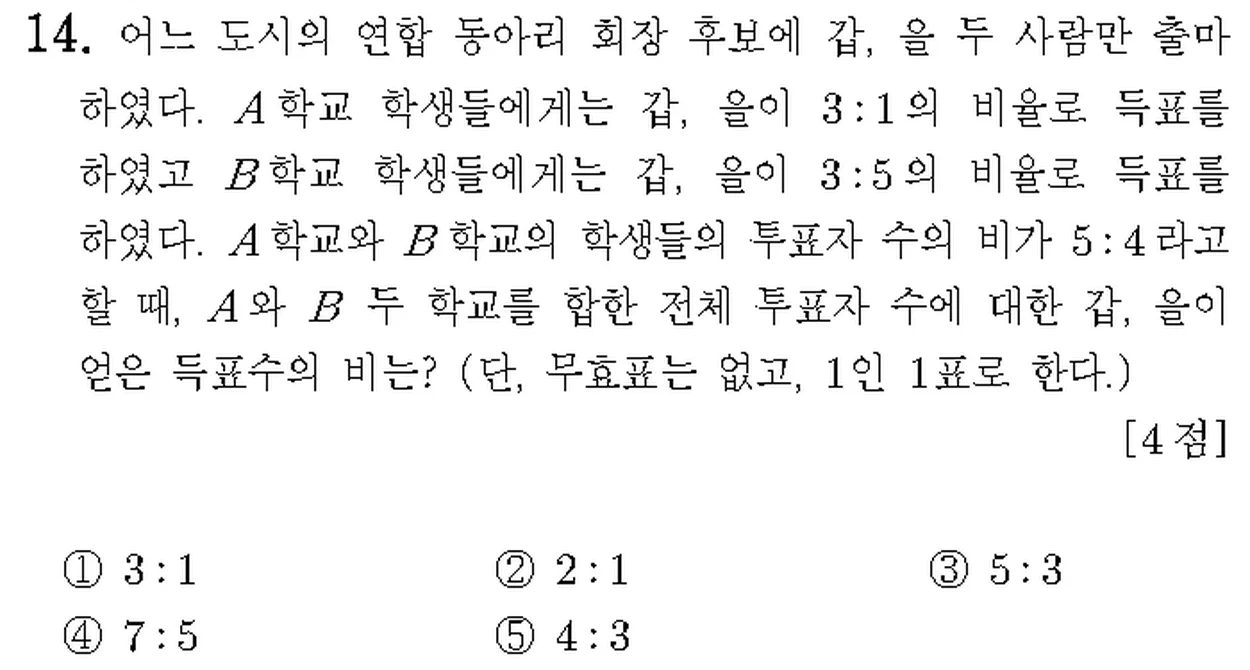 14. 어느 도시의 연합 동아리 회장 후보에 갑, 을 두 사람만 출마
하였다. A학교 학생들에게는 갑, 을이 3:1의 비율로 득표를
하였고 B학교 학생들에게는 갑, 을이 3:5의 비율로 득표를
하였다. A학교와 B학교의 학생들의 투표자 수의 비가 5:4라고
할 때, A와 B 두 학교를 합한 전체 투표자 수에 대한 갑, 을이
얻은 득표수의 비는? (단, 무효표는 없고, 1인 1표로 한다.)
[4점]
① 3:1 ② 2:1 ③ 5:3
④ 7:5 ⑤ 4:3